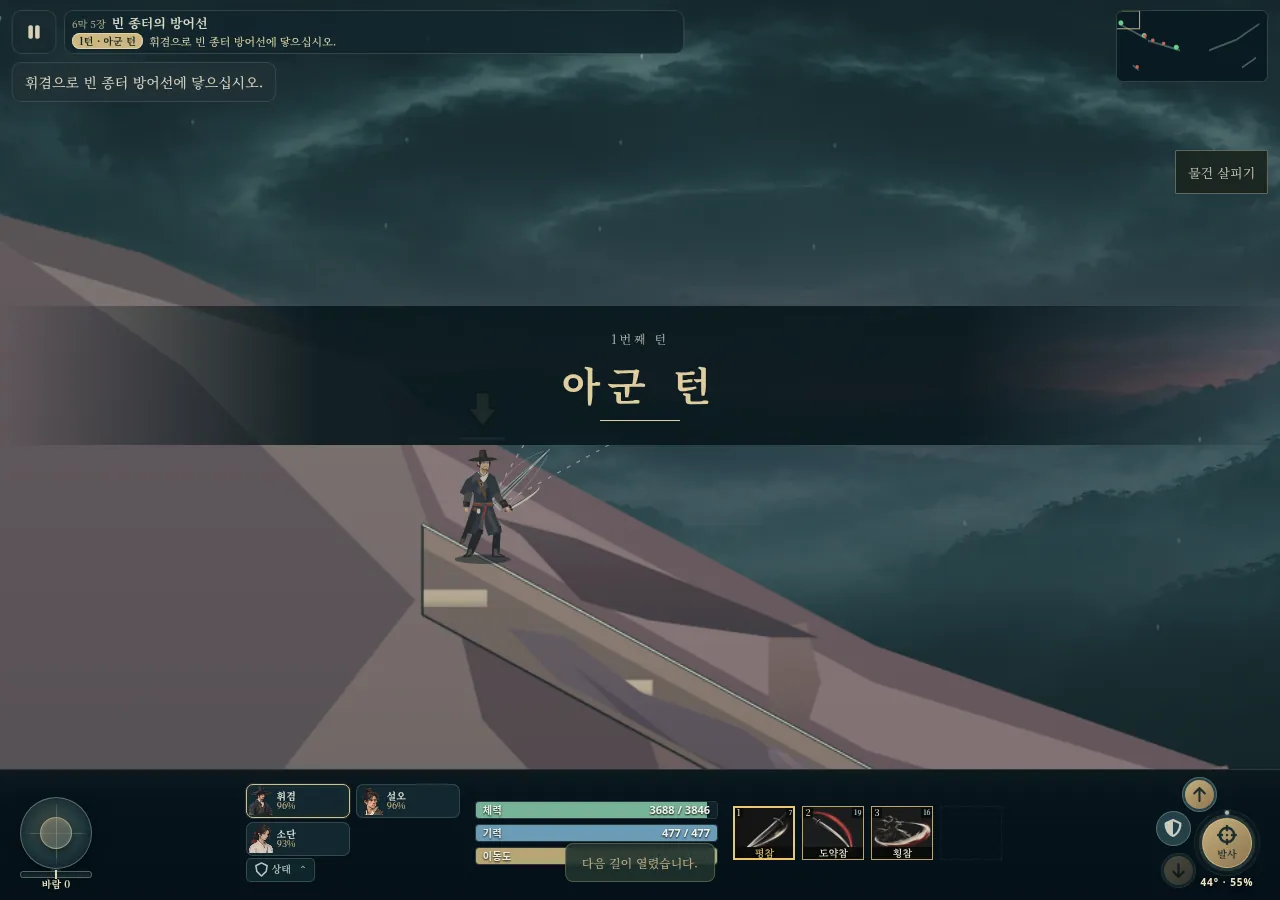 6막 5장 빈 종터의 방어선
1턴 · 아군 턴 휘겸으로 빈 종터 방어선에 닿으십시오.
휘겸으로 빈 종터 방어선에 닿으십시오.
물건 살피기
1번째 턴
아군 턴
휘겸
96%
설오
96%
소단
93%
상태
바람 0
체력 3688 / 3846
기력 477 / 477
이동도
다음 길이 열렸습니다.
1 7
평참
2 19
도약참
3 16
횡참
발사
44° · 55%